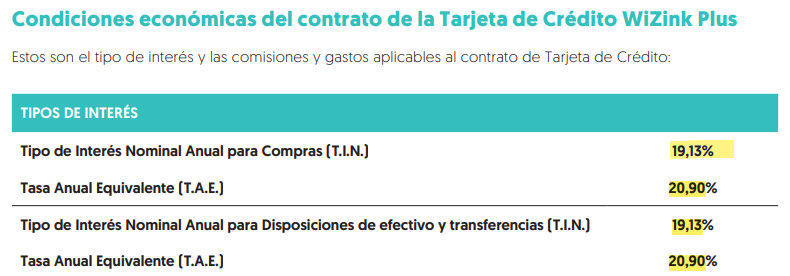 Condiciones económicas del contrato de la Tarjeta de Crédito WiZink Plus
Estos son el tipo de interés y las comisiones y gastos aplicables al contrato de Tarjeta de Crédito:
TIPOS DE INTERÉS
Tipo de Interés Nominal Anual para Compras (T.I.N.) 19,13%
Tasa Anual Equivalente (T.A.E.) 20,90%
Tipo de Interés Nominal Anual para Disposiciones de efectivo y transferencias (T.I.N.) 19,13%
Tasa Anual Equivalente (T.A.E.) 20,90%